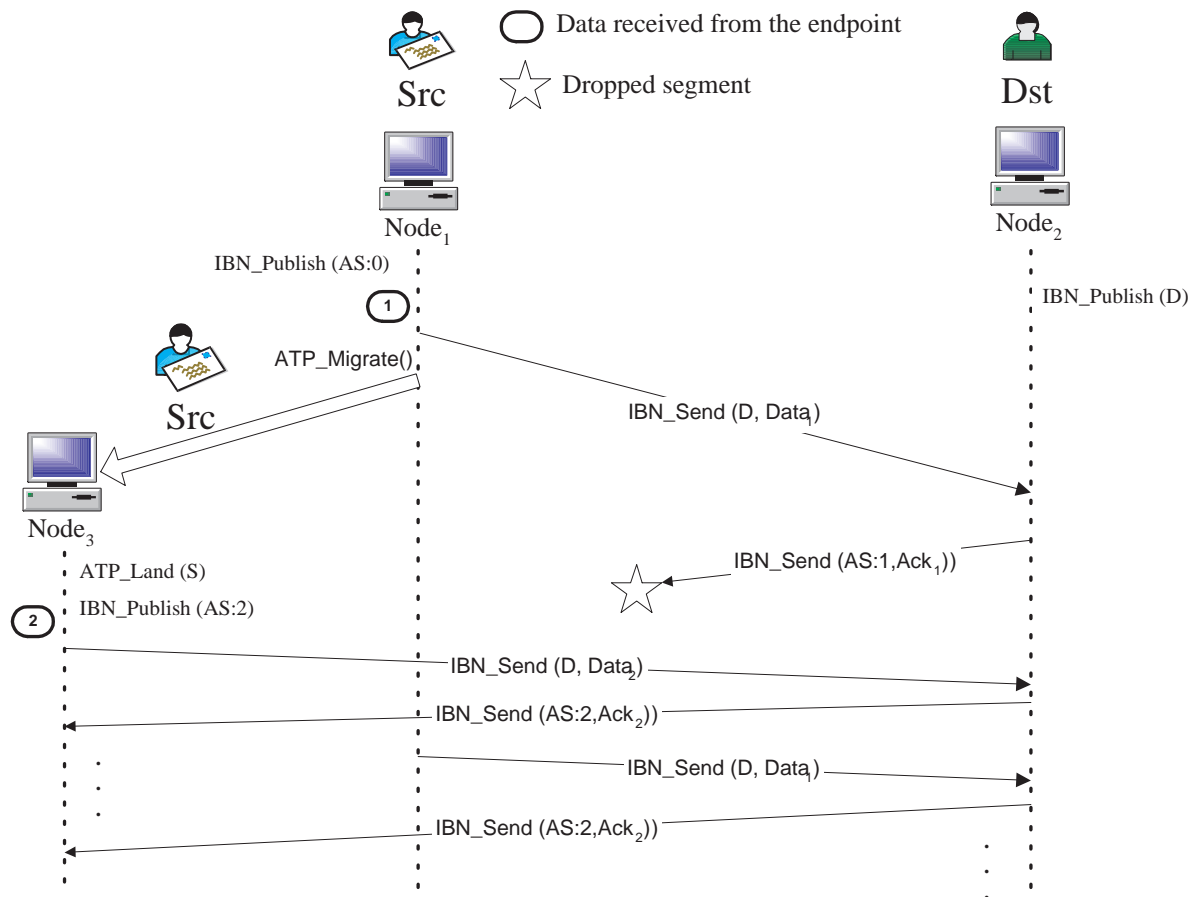 Data received from the endpoint
Src
Dropped segment
Dst
Node1
Node2
IBN_Publish (AS:0)
1
IBN_Publish (D)
ATP_Migrate()
Src
IBN_Send (D, Data1)
Node3
IBN_Send (AS:1,Ack1))
ATP_Land (S)
IBN_Publish (AS:2)
2
IBN_Send (D, Data2)
IBN_Send (AS:2,Ack2))
IBN_Send (D, Data1)
IBN_Send (AS:2,Ack2))